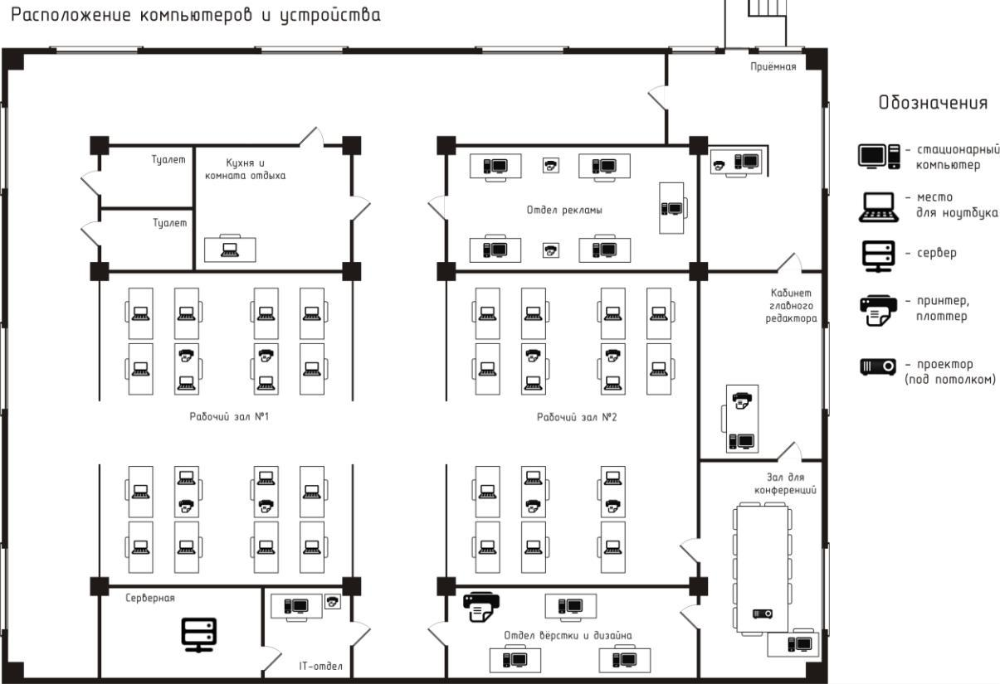 Расположение компьютеров и устройства
Приёмная
Обозначения
- стационарный
компьютер
- место
для ноутбука
- сервер
- принтер,
плоттер
- проектор
(под потолком)
Туалет
Кухня и
комната отдыха
Туалет
Отдел рекламы
Кабинет
главного
редактора
Рабочий зал №1
Рабочий зал №2
Зал для
конференций
Серверная
IT-отдел
Отдел вёрстки и дизайна